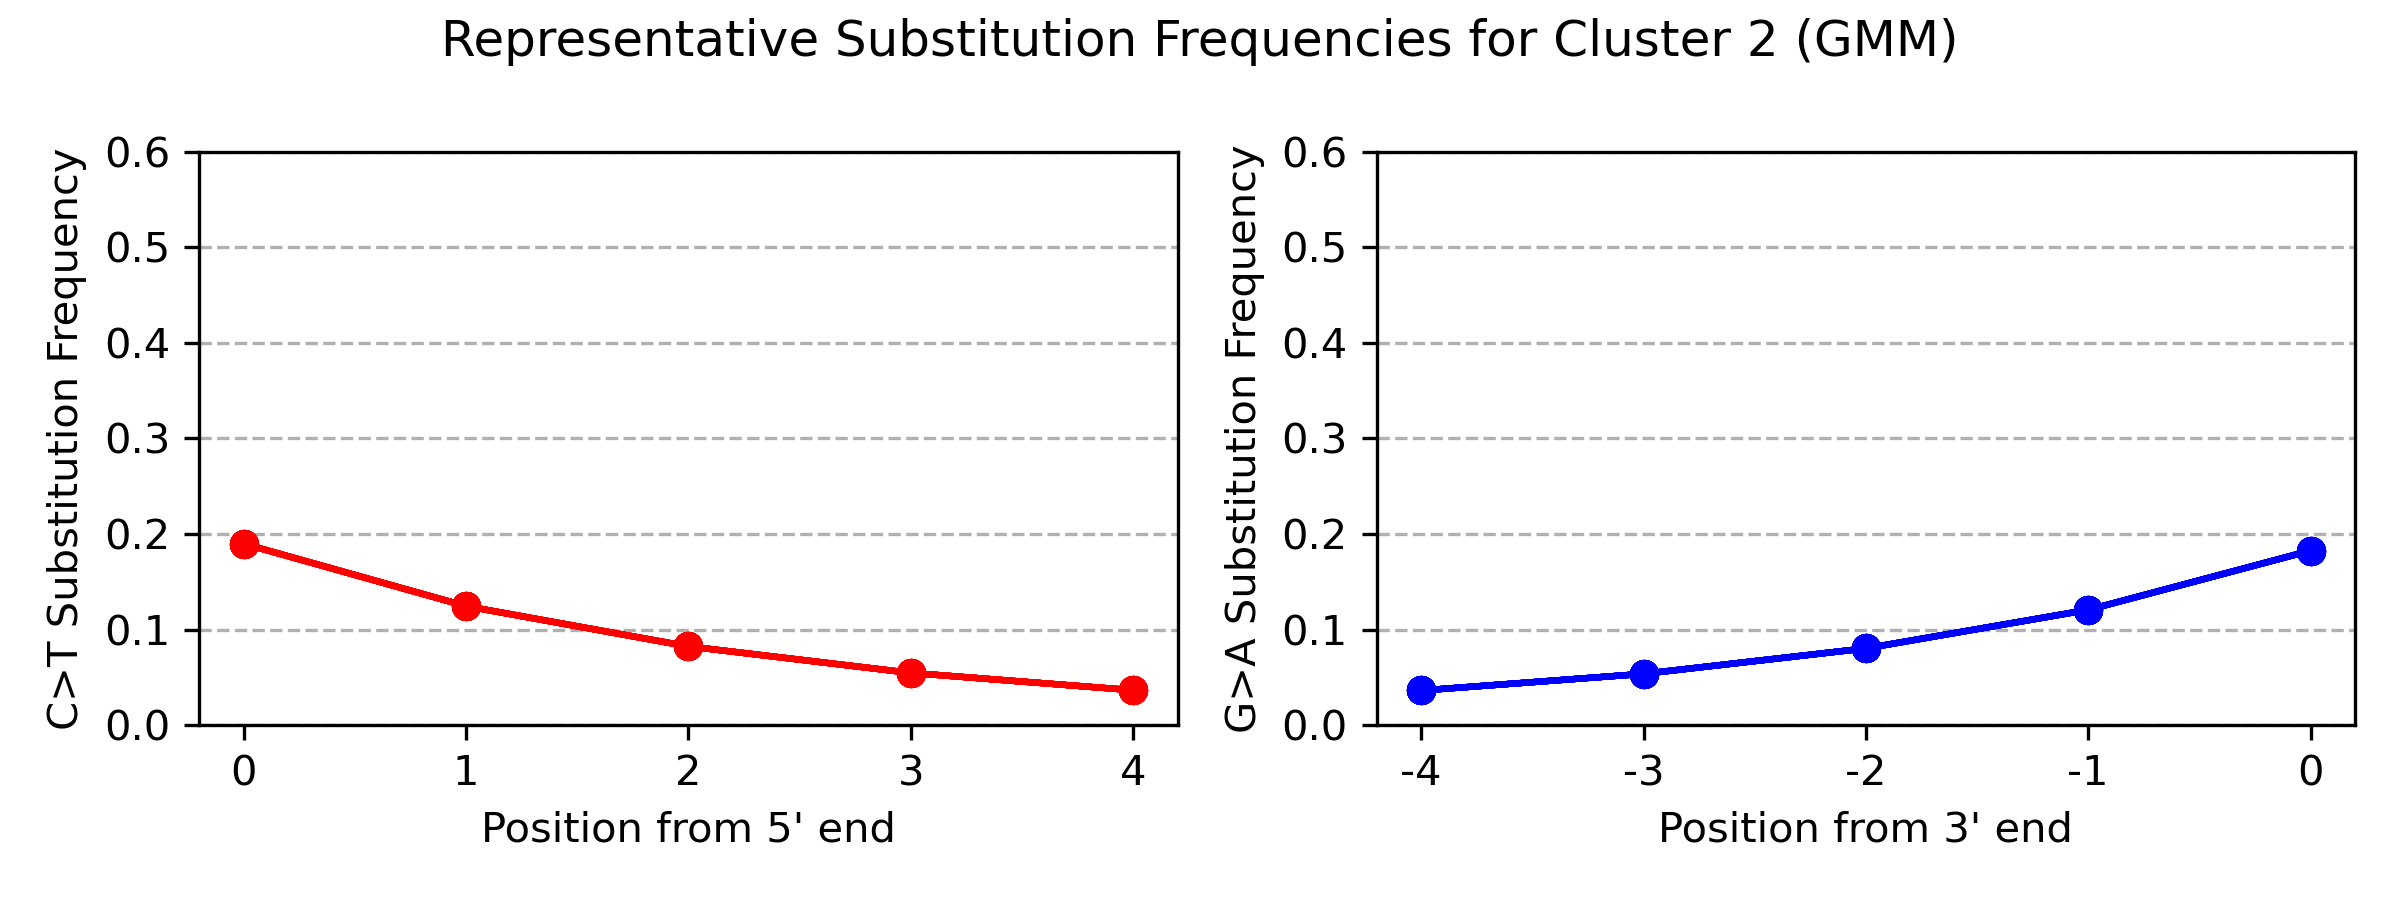 Representative Substitution Frequencies for Cluster 2 (GMM)
C>T Substitution Frequency
0.6
0.5
0.4
0.3
0.2
0.1
0.0
0 1 2 3 4
Position from 5' end
G>A Substitution Frequency
0.6
0.5
0.4
0.3
0.2
0.1
0.0
-4 -3 -2 -1 0
Position from 3' end